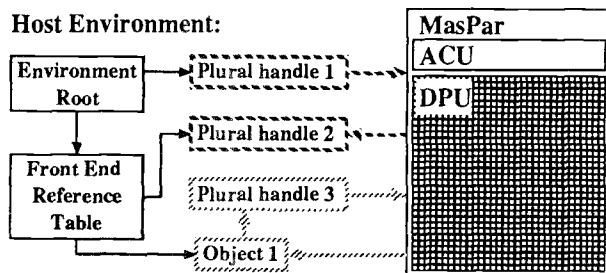 Host Environment:
MasPar
ACU
DPU
Environment
Root
Plural handle 1
Plural handle 2
Front End
Reference
Table
Plural handle 3
Object 1